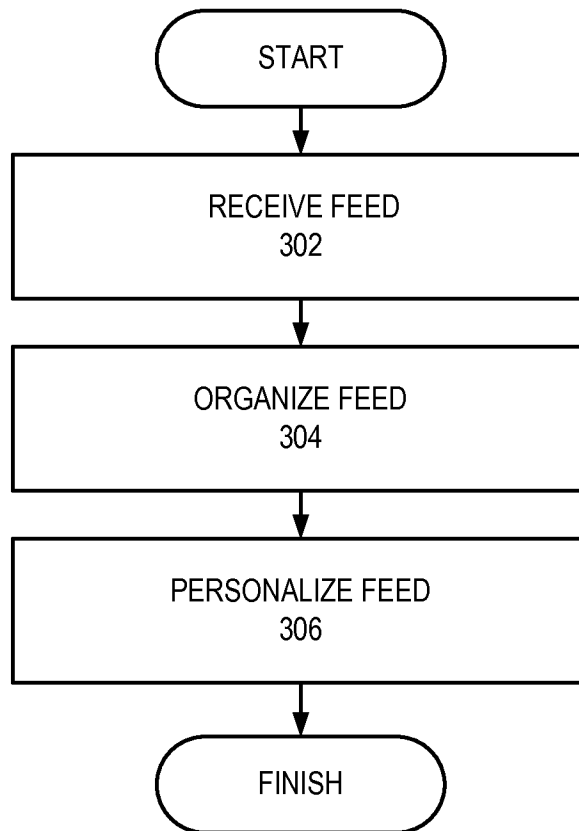 START
RECEIVE FEED
302
ORGANIZE FEED
304
PERSONALIZE FEED
306
FINISH